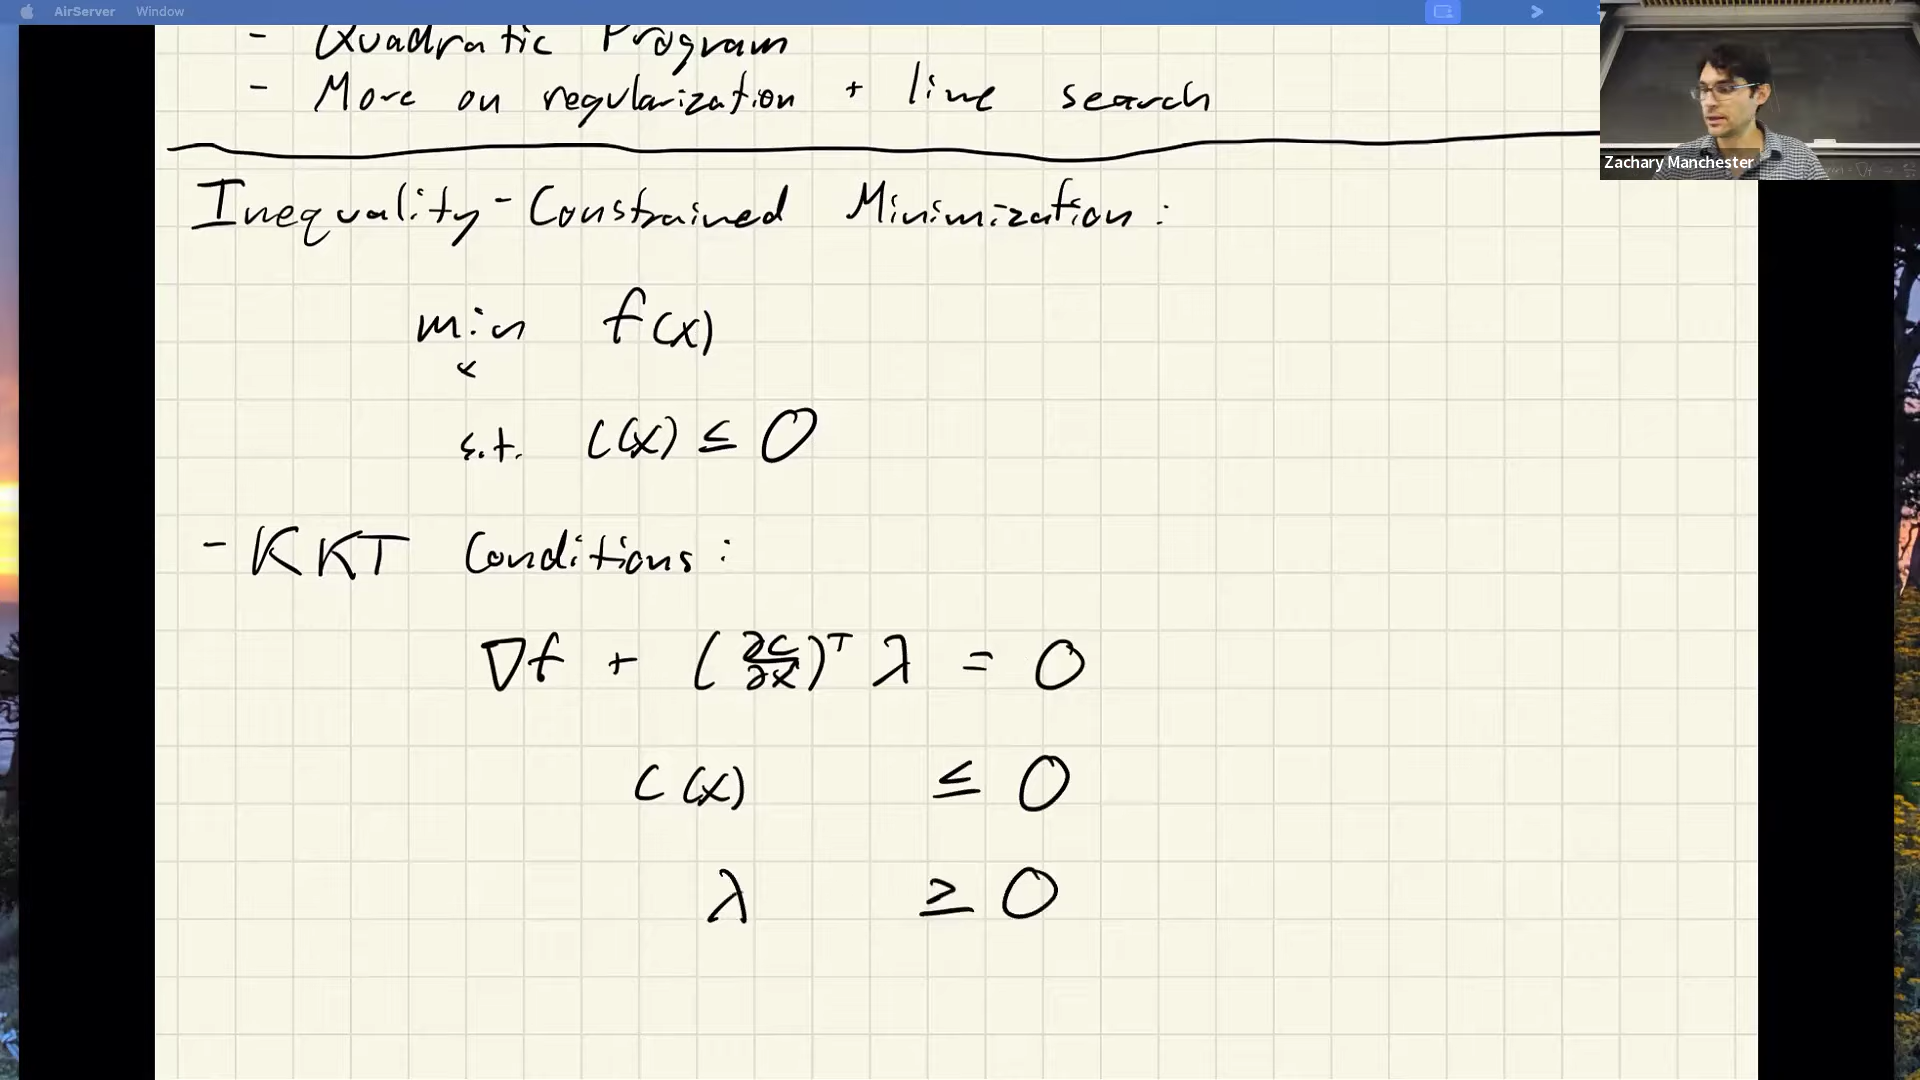 AirServer Window
- Quadratic Program
- More on regularization + line search
Zachary Manchester
Inequality-Constrained Minimization:
min f(x)
x
s.t. C(x) ≤ 0
- KKT Conditions:
∇f + (∂C/∂x)ᵀ λ = 0
C(x) ≤ 0
λ ≥ 0